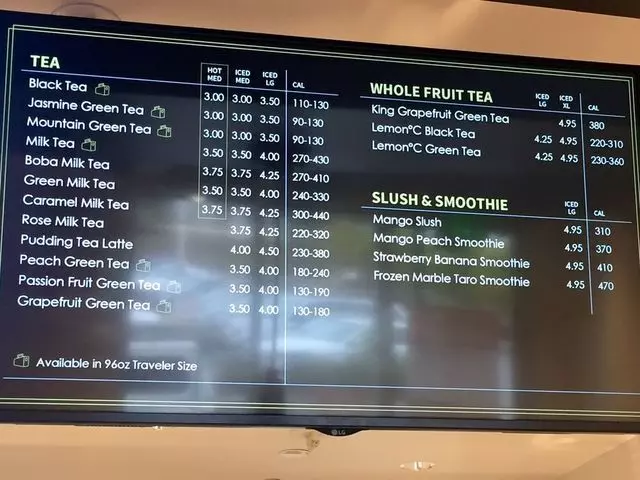 TEA HOT MED ICED MED ICED LG CAL
Black Tea 3.00 3.00 3.50 110-130
Jasmine Green Tea 3.00 3.00 3.50 90-130
Mountain Green Tea 3.00 3.00 3.50 90-130
Milk Tea 3.50 3.50 4.00 270-430
Boba Milk Tea 3.75 3.75 4.25 270-410
Green Milk Tea 3.50 3.50 4.00 240-330
Caramel Milk Tea 3.75 3.75 4.25 300-440
Rose Milk Tea 3.75 4.25 220-320
Pudding Tea Latte 4.00 4.50 230-380
Peach Green Tea 3.50 4.00 180-240
Passion Fruit Green Tea 3.50 4.00 130-190
Grapefruit Green Tea 3.50 4.00 130-180
Available in 96oz Traveler Size
WHOLE FRUIT TEA ICED LG ICED XL CAL
King Grapefruit Green Tea 4.95 380
Lemon°C Black Tea 4.25 4.95 220-310
Lemon°C Green Tea 4.25 4.95 230-360
SLUSH & SMOOTHIE ICED LG CAL
Mango Slush 4.95 310
Mango Peach Smoothie 4.95 370
Strawberry Banana Smoothie 4.95 410
Frozen Marble Taro Smoothie 4.95 470
LG